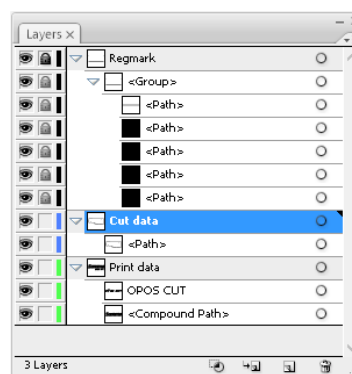 Layers x
Regmark
<Group>
<Path>
<Path>
<Path>
<Path>
<Path>
Cut data
<Path>
Print data
OPOS CUT
<Compound Path>
3 Layers